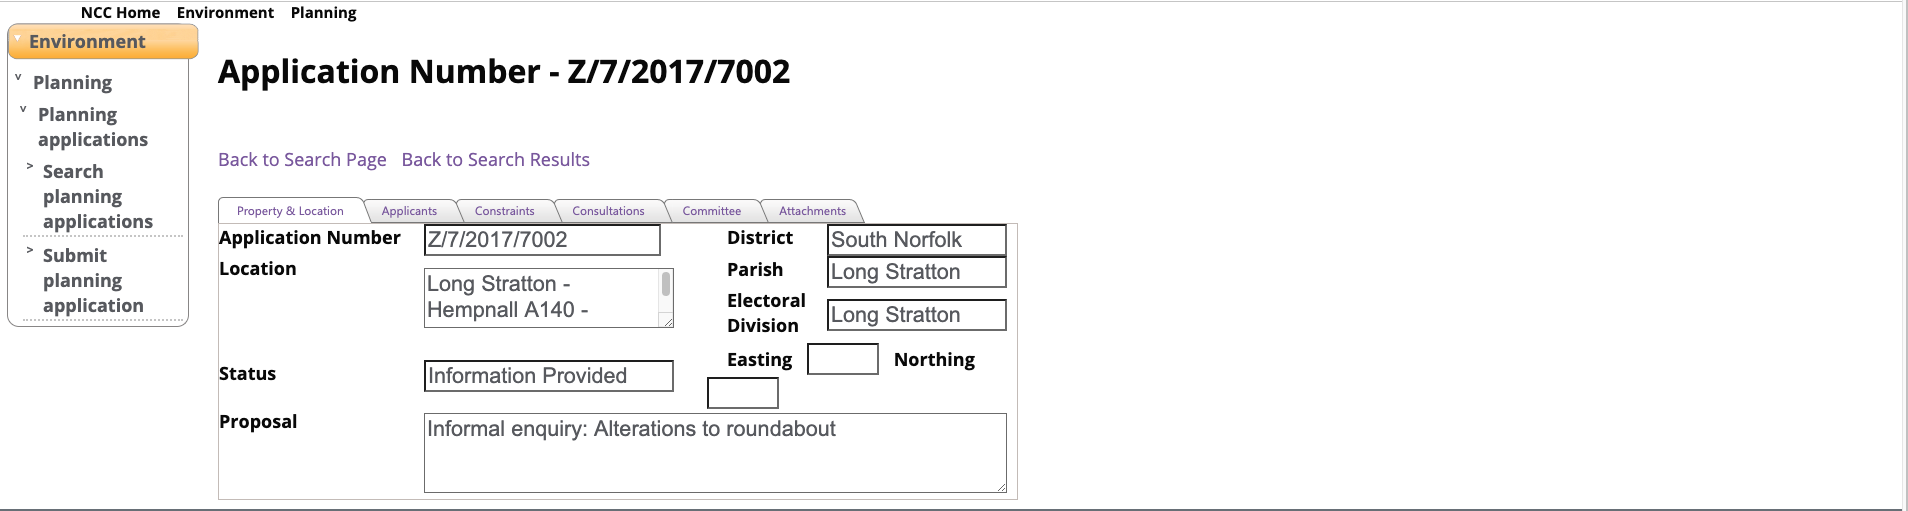 NCC Home Environment Planning
Environment
Planning
Planning
applications
Search
planning
applications
Submit
planning
application
Application Number - Z/7/2017/7002
Back to Search Page Back to Search Results
Property & Location Applicants Constraints Consultations Committee Attachments
Application Number Z/7/2017/7002
District South Norfolk
Location Long Stratton -
Hempnall A140 -
Parish Long Stratton
Electoral
Division Long Stratton
Easting Northing
Status Information Provided
Proposal Informal enquiry: Alterations to roundabout